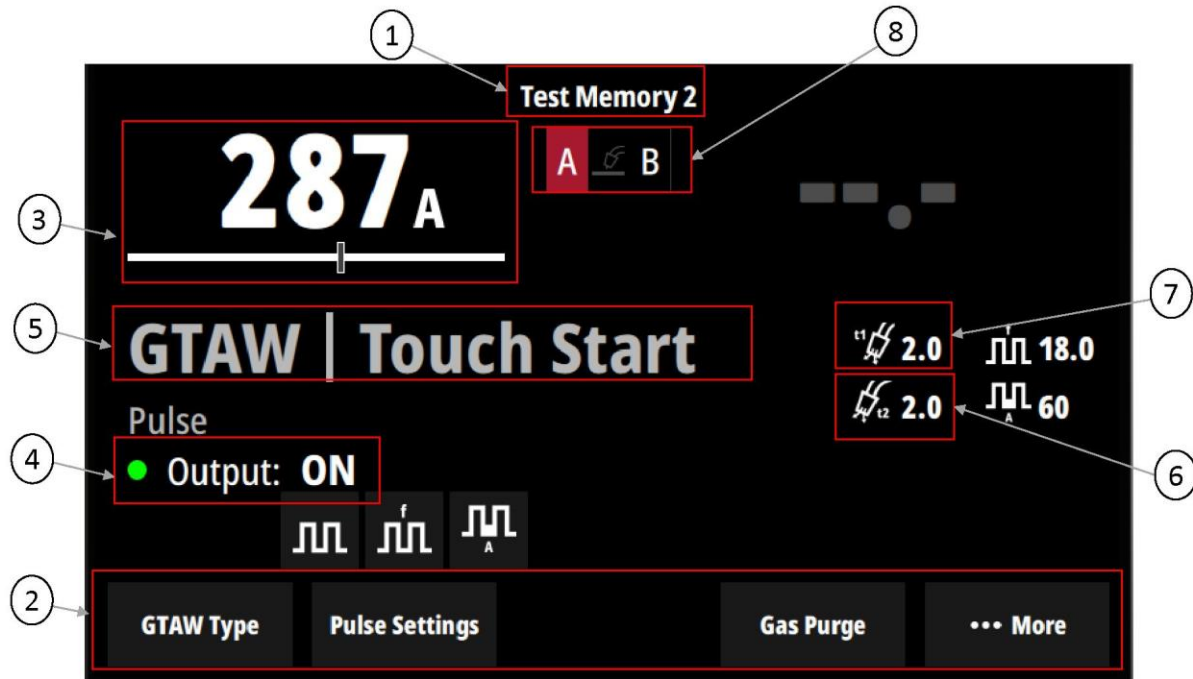 1
8
Test Memory 2
287A
A B
--.-
3
7
5
GTAW | Touch Start
t1 2.0
f 18.0
t2 2.0
A 60
Pulse
4
Output: ON
6
f
A
2
GTAW Type
Pulse Settings
Gas Purge
••• More